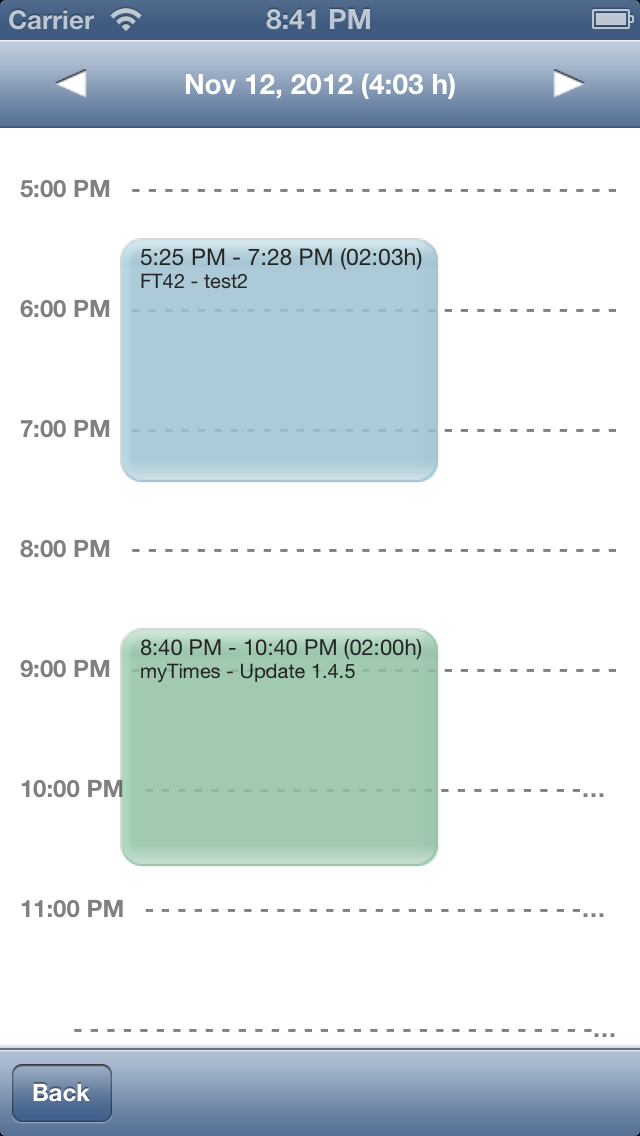 Carrier 8:41 PM
Nov 12, 2012 (4:03 h)
5:00 PM
5:25 PM - 7:28 PM (02:03h)
FT42 - test2
6:00 PM
7:00 PM
8:00 PM
8:40 PM - 10:40 PM (02:00h)
9:00 PM
myTimes - Update 1.4.5
10:00 PM
11:00 PM
Back